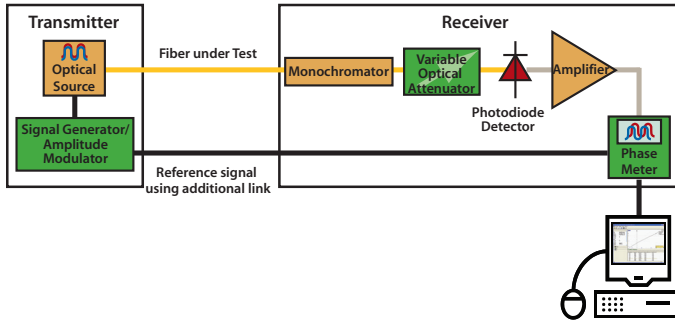 Transmitter
Receiver
Optical
Source
Fiber under Test
Monochromator
Variable
Optical
Attenuator
Photodiode
Detector
Amplifier
Signal Generator/
Amplitude
Modulator
Reference signal
using additional link
Phase
Meter